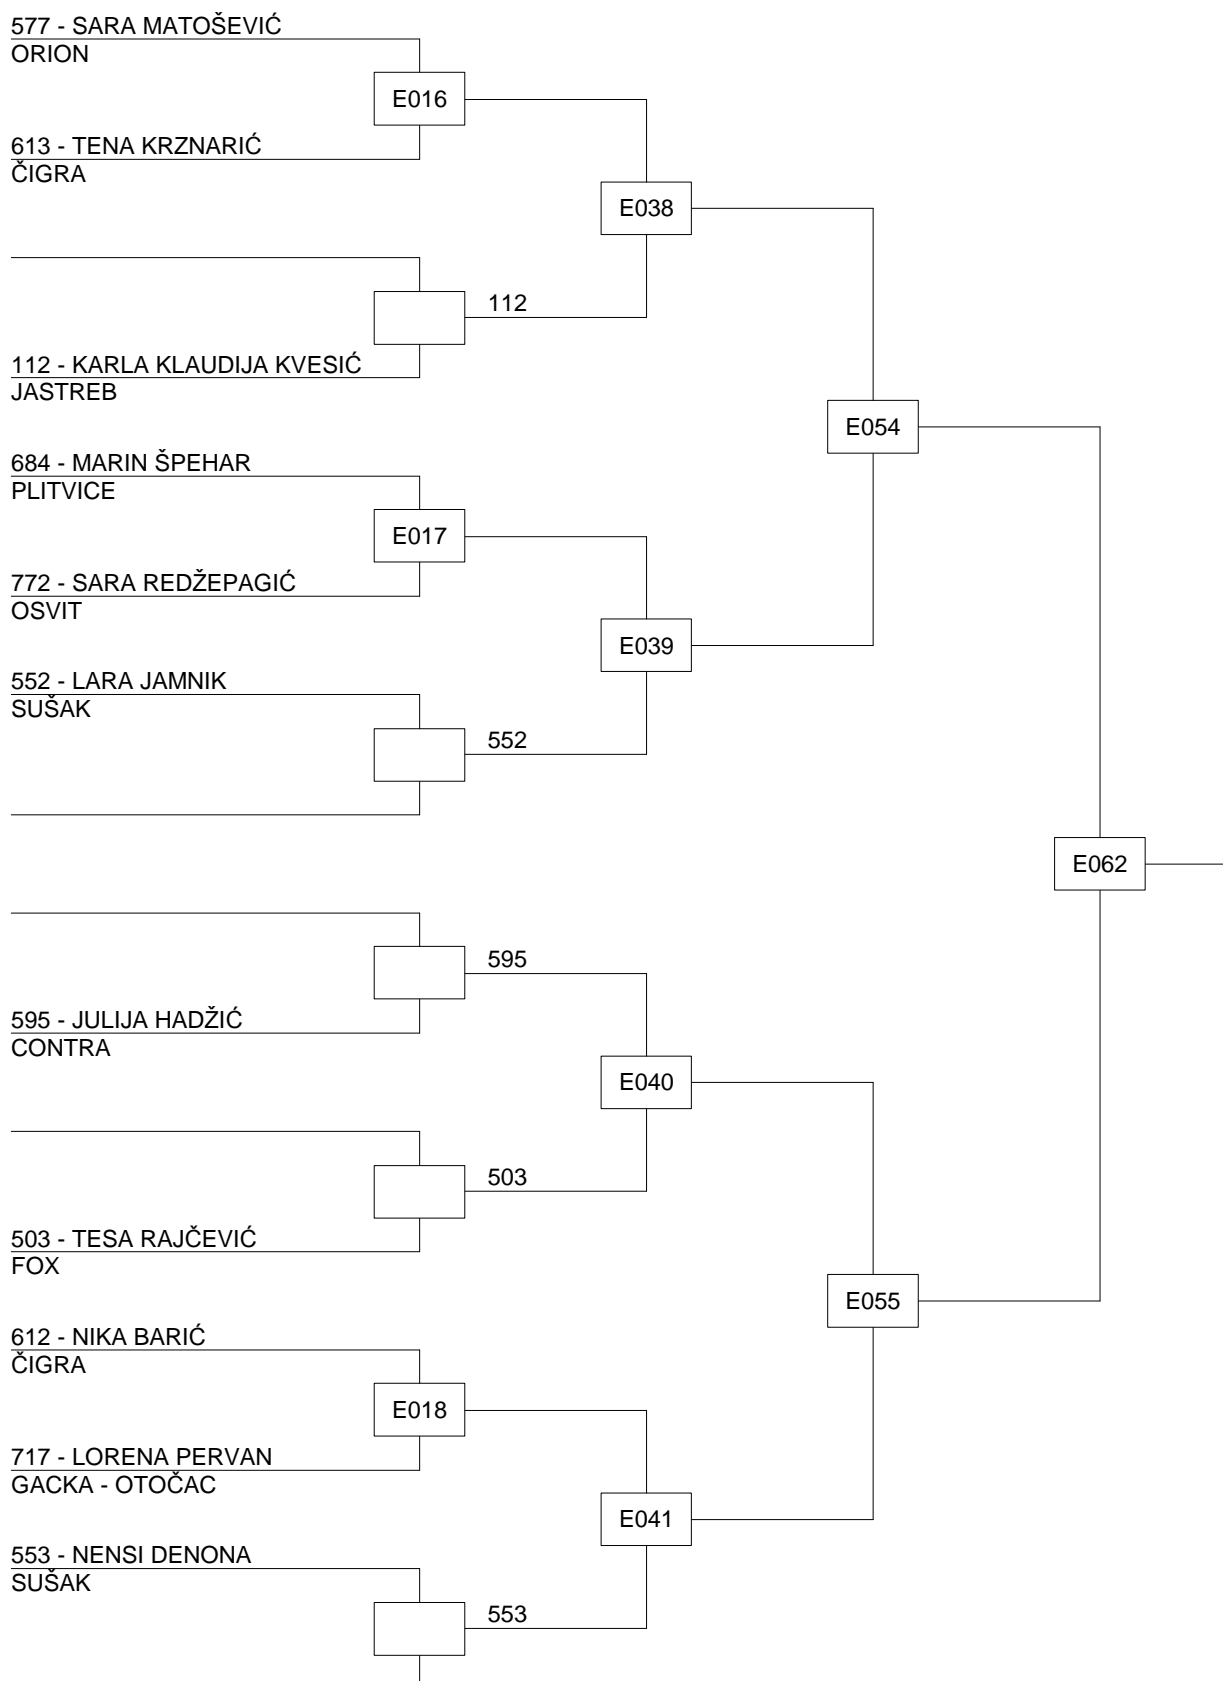 577 - SARA MATOŠEVIĆ
ORION
E016
613 - TENA KRZNARIĆ
ČIGRA
E038
112
112 - KARLA KLAUDIJA KVESIĆ
JASTREB
E054
684 - MARIN ŠPEHAR
PLITVICE
E017
772 - SARA REDŽEPAGIĆ
OSVIT
E039
552 - LARA JAMNIK
SUŠAK
552
E062
595
595 - JULIJA HADŽIĆ
CONTRA
E040
503
503 - TESA RAJČEVIĆ
FOX
E055
612 - NIKA BARIĆ
ČIGRA
E018
717 - LORENA PERVAN
GACKA - OTOČAC
E041
553 - NENSI DENONA
SUŠAK
553